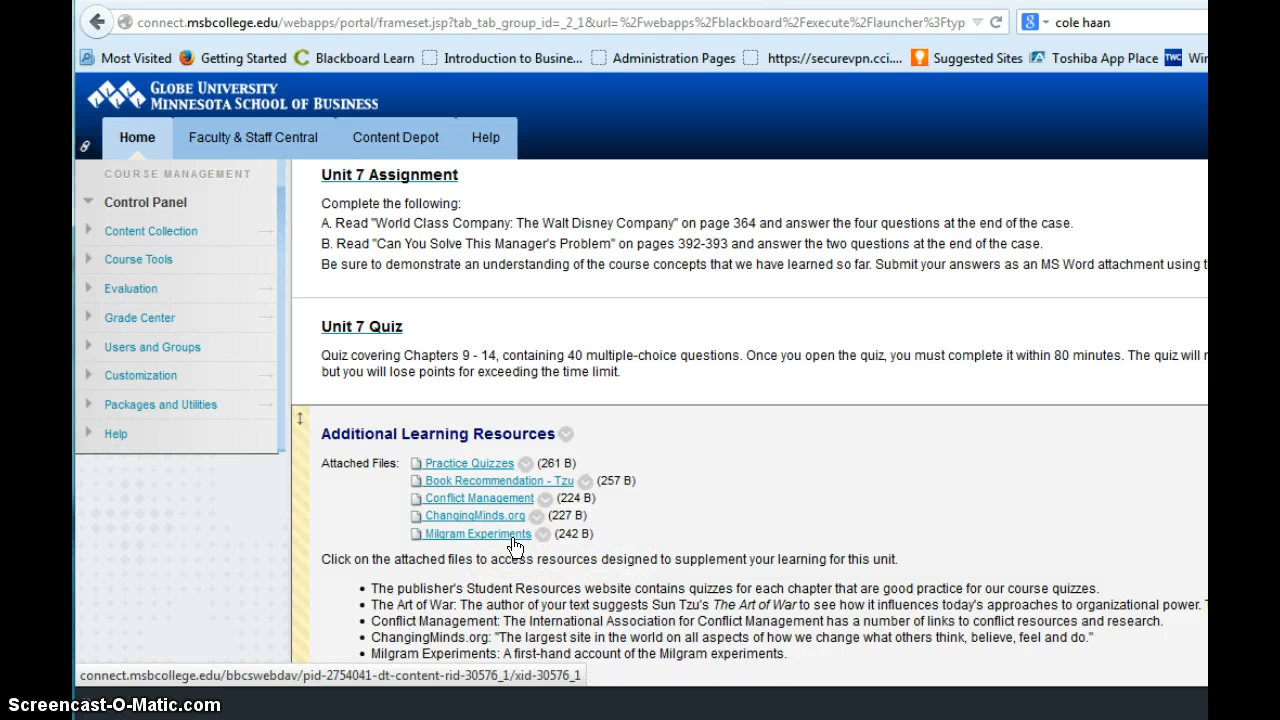 connect.msbcollege.edu/webapps/portal/frameset.jsp?tab_tab_group_id=_2_1&url=%2Fwebapps%2Fblackboard%2Fexecute%2Flauncher%3Ftyp
cole haan
Most Visited Getting Started Blackboard Learn Introduction to Busine... Administration Pages https://securevpn.cci.... Suggested Sites Toshiba App Place TWC Wi
GLOBE UNIVERSITY
MINNESOTA SCHOOL OF BUSINESS
Home Faculty & Staff Central Content Depot Help
COURSE MANAGEMENT
Control Panel
Content Collection
Course Tools
Evaluation
Grade Center
Users and Groups
Customization
Packages and Utilities
Help
Unit 7 Assignment
Complete the following:
A. Read "World Class Company: The Walt Disney Company" on page 364 and answer the four questions at the end of the case.
B. Read "Can You Solve This Manager's Problem" on pages 392-393 and answer the two questions at the end of the case.
Be sure to demonstrate an understanding of the course concepts that we have learned so far. Submit your answers as an MS Word attachment using t
Unit 7 Quiz
Quiz covering Chapters 9 - 14, containing 40 multiple-choice questions. Once you open the quiz, you must complete it within 80 minutes. The quiz will
but you will lose points for exceeding the time limit.
Additional Learning Resources
Attached Files: Practice Quizzes (261 B)
Book Recommendation - Tzu (257 B)
Conflict Management (224 B)
ChangingMinds.org (227 B)
Milgram Experiments (242 B)
Click on the attached files to access resources designed to supplement your learning for this unit.
• The publisher's Student Resources website contains quizzes for each chapter that are good practice for our course quizzes.
• The Art of War: The author of your text suggests Sun Tzu's The Art of War to see how it influences today's approaches to organizational power.
• Conflict Management: The International Association for Conflict Management has a number of links to conflict resources and research.
• ChangingMinds.org: "The largest site in the world on all aspects of how we change what others think, believe, feel and do."
• Milgram Experiments: A first-hand account of the Milgram experiments.
connect.msbcollege.edu/bbcswebdav/pid-2754041-dt-content-rid-30576_1/xid-30576_1
Screencast-O-Matic.com